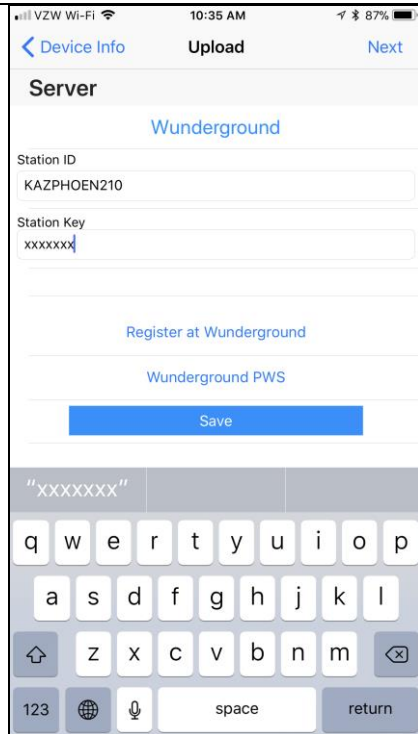 VZW Wi-Fi 10:35 AM 87%
Device Info Upload Next
Server
Wunderground
Station ID
KAZPHOEN210
Station Key
xxxxxxx
Register at Wunderground
Wunderground PWS
Save
"xxxxxxx"
q w e r t y u i o p
a s d f g h j k l
z x c v b n m
123 space return